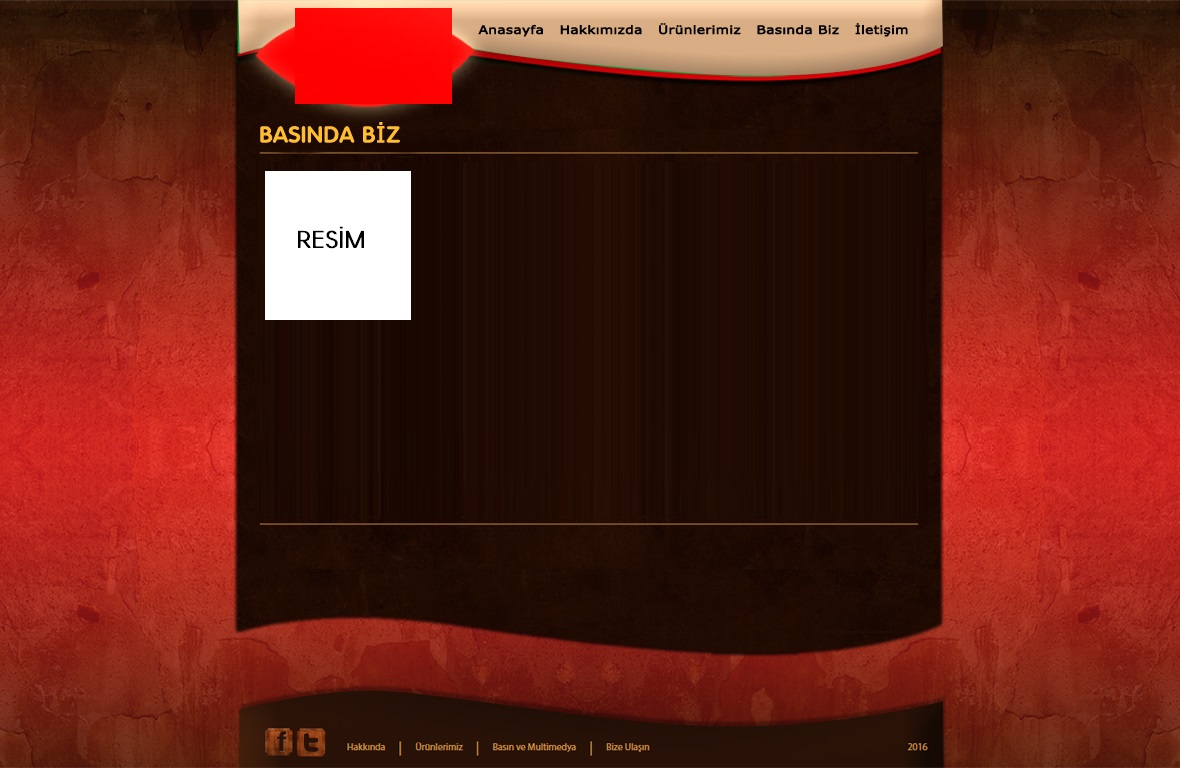 Anasayfa Hakkımızda Ürünlerimiz Basında Biz İletişim
BASINDA BİZ
RESİM
f t Hakkında | Ürünlerimiz | Basın ve Multimedya | Bize Ulaşın 2016